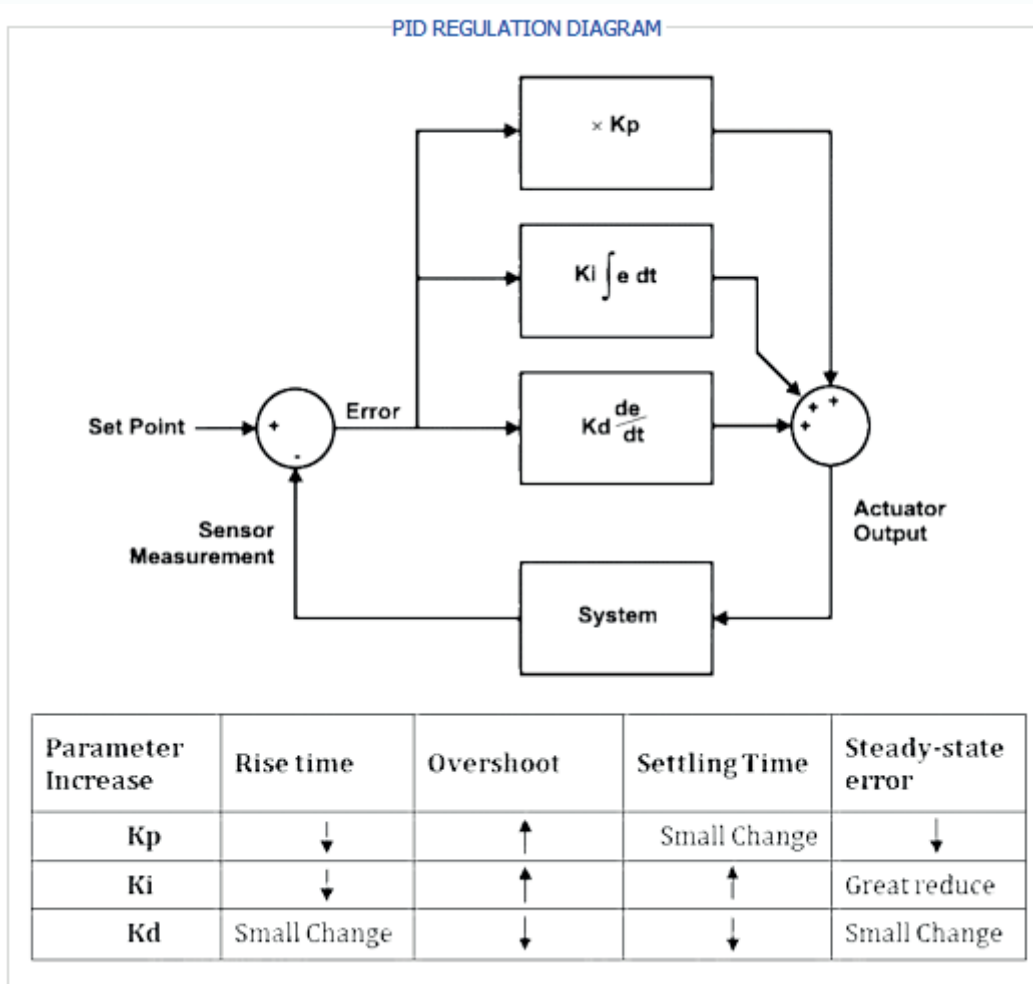 PID REGULATION DIAGRAM
× Kp
Ki ∫ e dt
Set Point
+
-
Error
Kd de/dt
+ + +
Sensor
Measurement
Actuator
Output
System
Parameter Increase
Rise time
Overshoot
Settling Time
Steady-state error
Kp ↓ ↑ Small Change ↓
Ki ↓ ↑ ↑ Great reduce
Kd Small Change ↓ ↓ Small Change